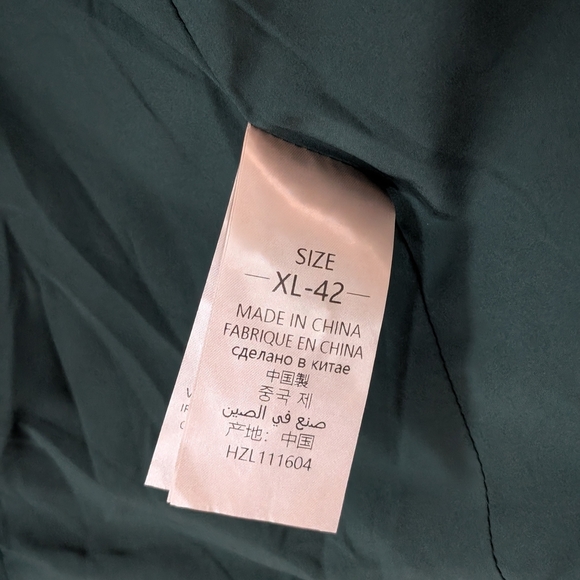 SIZE
XL-42
MADE IN CHINA
FABRIQUE EN CHINA
сделано в китае
中国製
중국 제
صنع في الصين
产地：中国
HZL111604